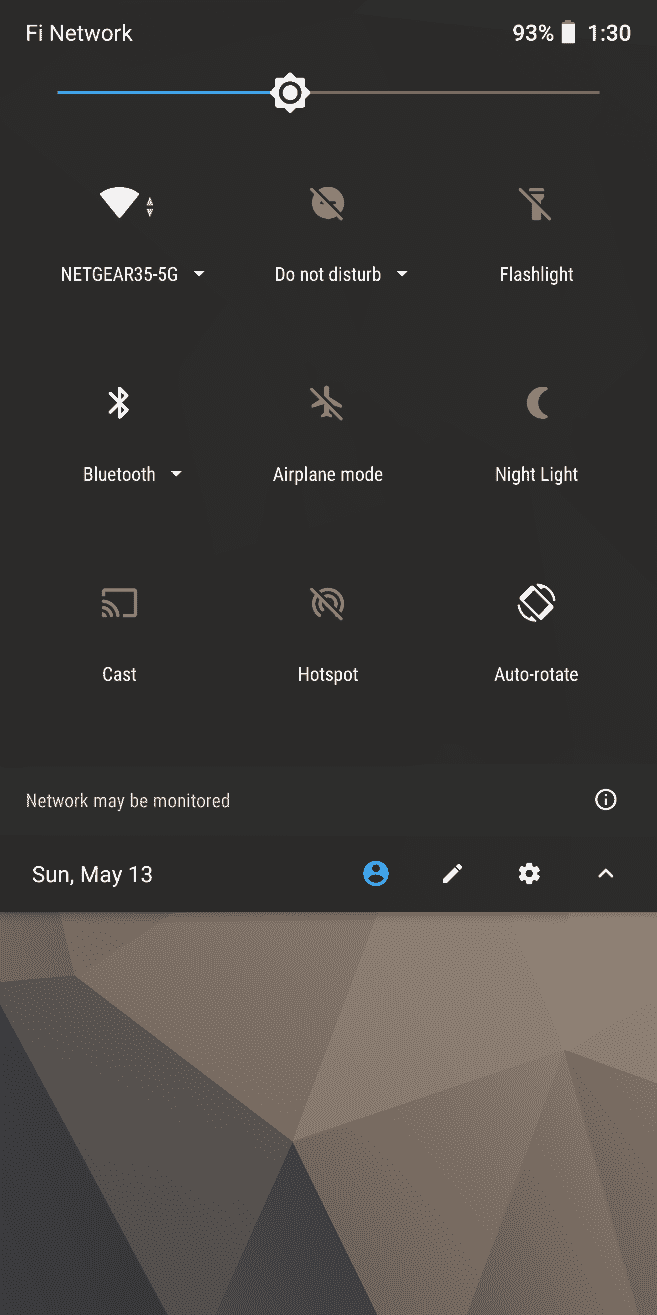 Fi Network 93% 1:30
NETGEAR35-5G Do not disturb Flashlight
Bluetooth Airplane mode Night Light
Cast Hotspot Auto-rotate
Network may be monitored
Sun, May 13